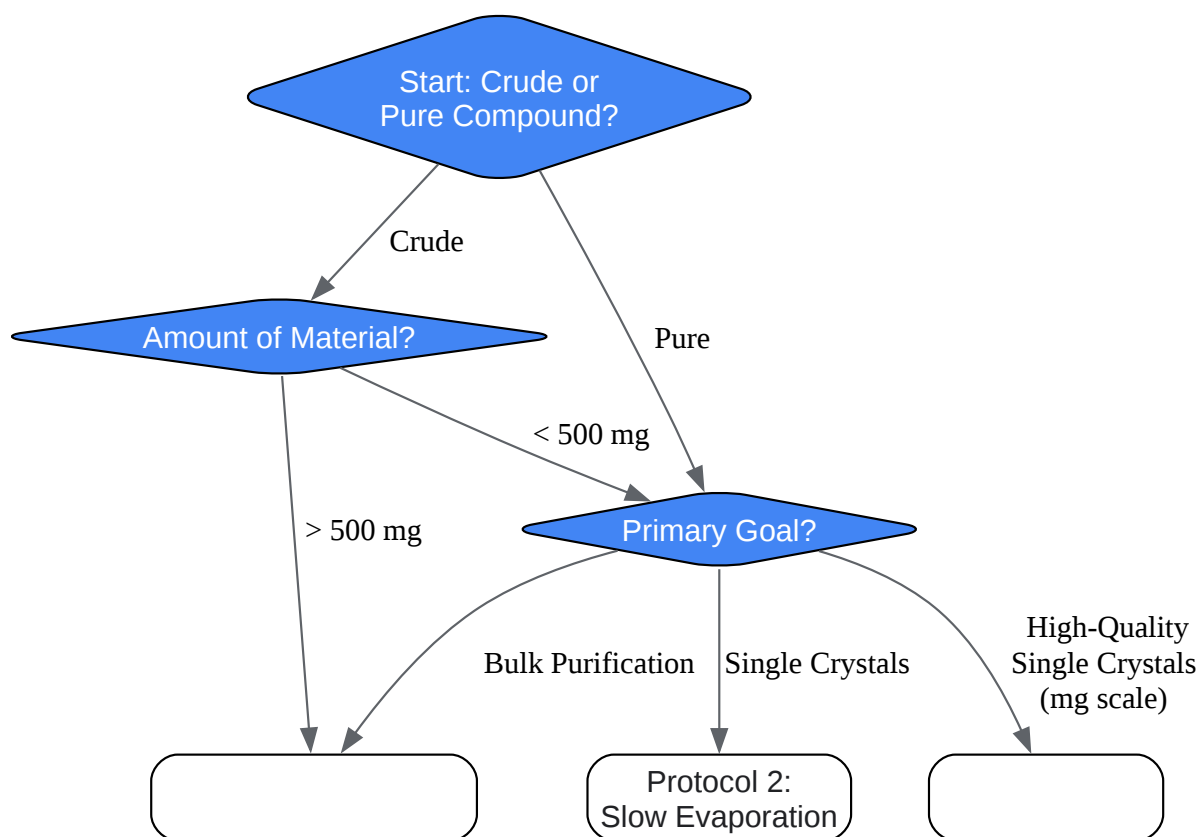 Start: Crude or
Pure Compound?
Crude
Amount of Material?
Pure
< 500 mg
> 500 mg
Primary Goal?
Bulk Purification
Single Crystals
High-Quality
Single Crystals
(mg scale)
Protocol 2:
Slow Evaporation